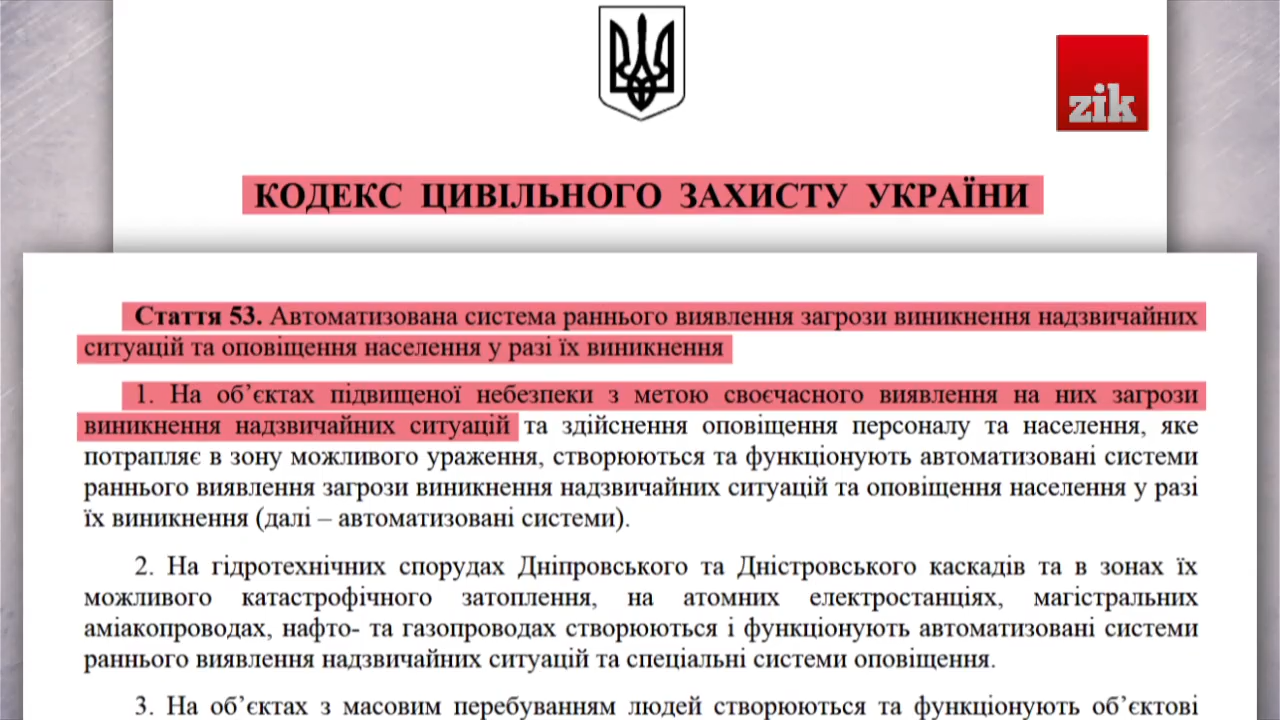 zik
КОДЕКС ЦИВІЛЬНОГО ЗАХИСТУ УКРАЇНИ
Стаття 53. Автоматизована система раннього виявлення загрози виникнення надзвичайних
ситуацій та оповіщення населення у разі їх виникнення
1. На об’єктах підвищеної небезпеки з метою своєчасного виявлення на них загрози
виникнення надзвичайних ситуацій та здійснення оповіщення персоналу та населення, яке
потрапляє в зону можливого ураження, створюються та функціонують автоматизовані системи
раннього виявлення загрози виникнення надзвичайних ситуацій та оповіщення населення у разі
їх виникнення (далі – автоматизовані системи).
2. На гідротехнічних спорудах Дніпровського та Дністровського каскадів та в зонах їх
можливого катастрофічного затоплення, на атомних електростанціях, магістральних
аміакопроводах, нафто- та газопроводах створюються і функціонують автоматизовані системи
раннього виявлення надзвичайних ситуацій та спеціальні системи оповіщення.
3. На об’єктах з масовим перебуванням людей створюються та функціонують об’єктові